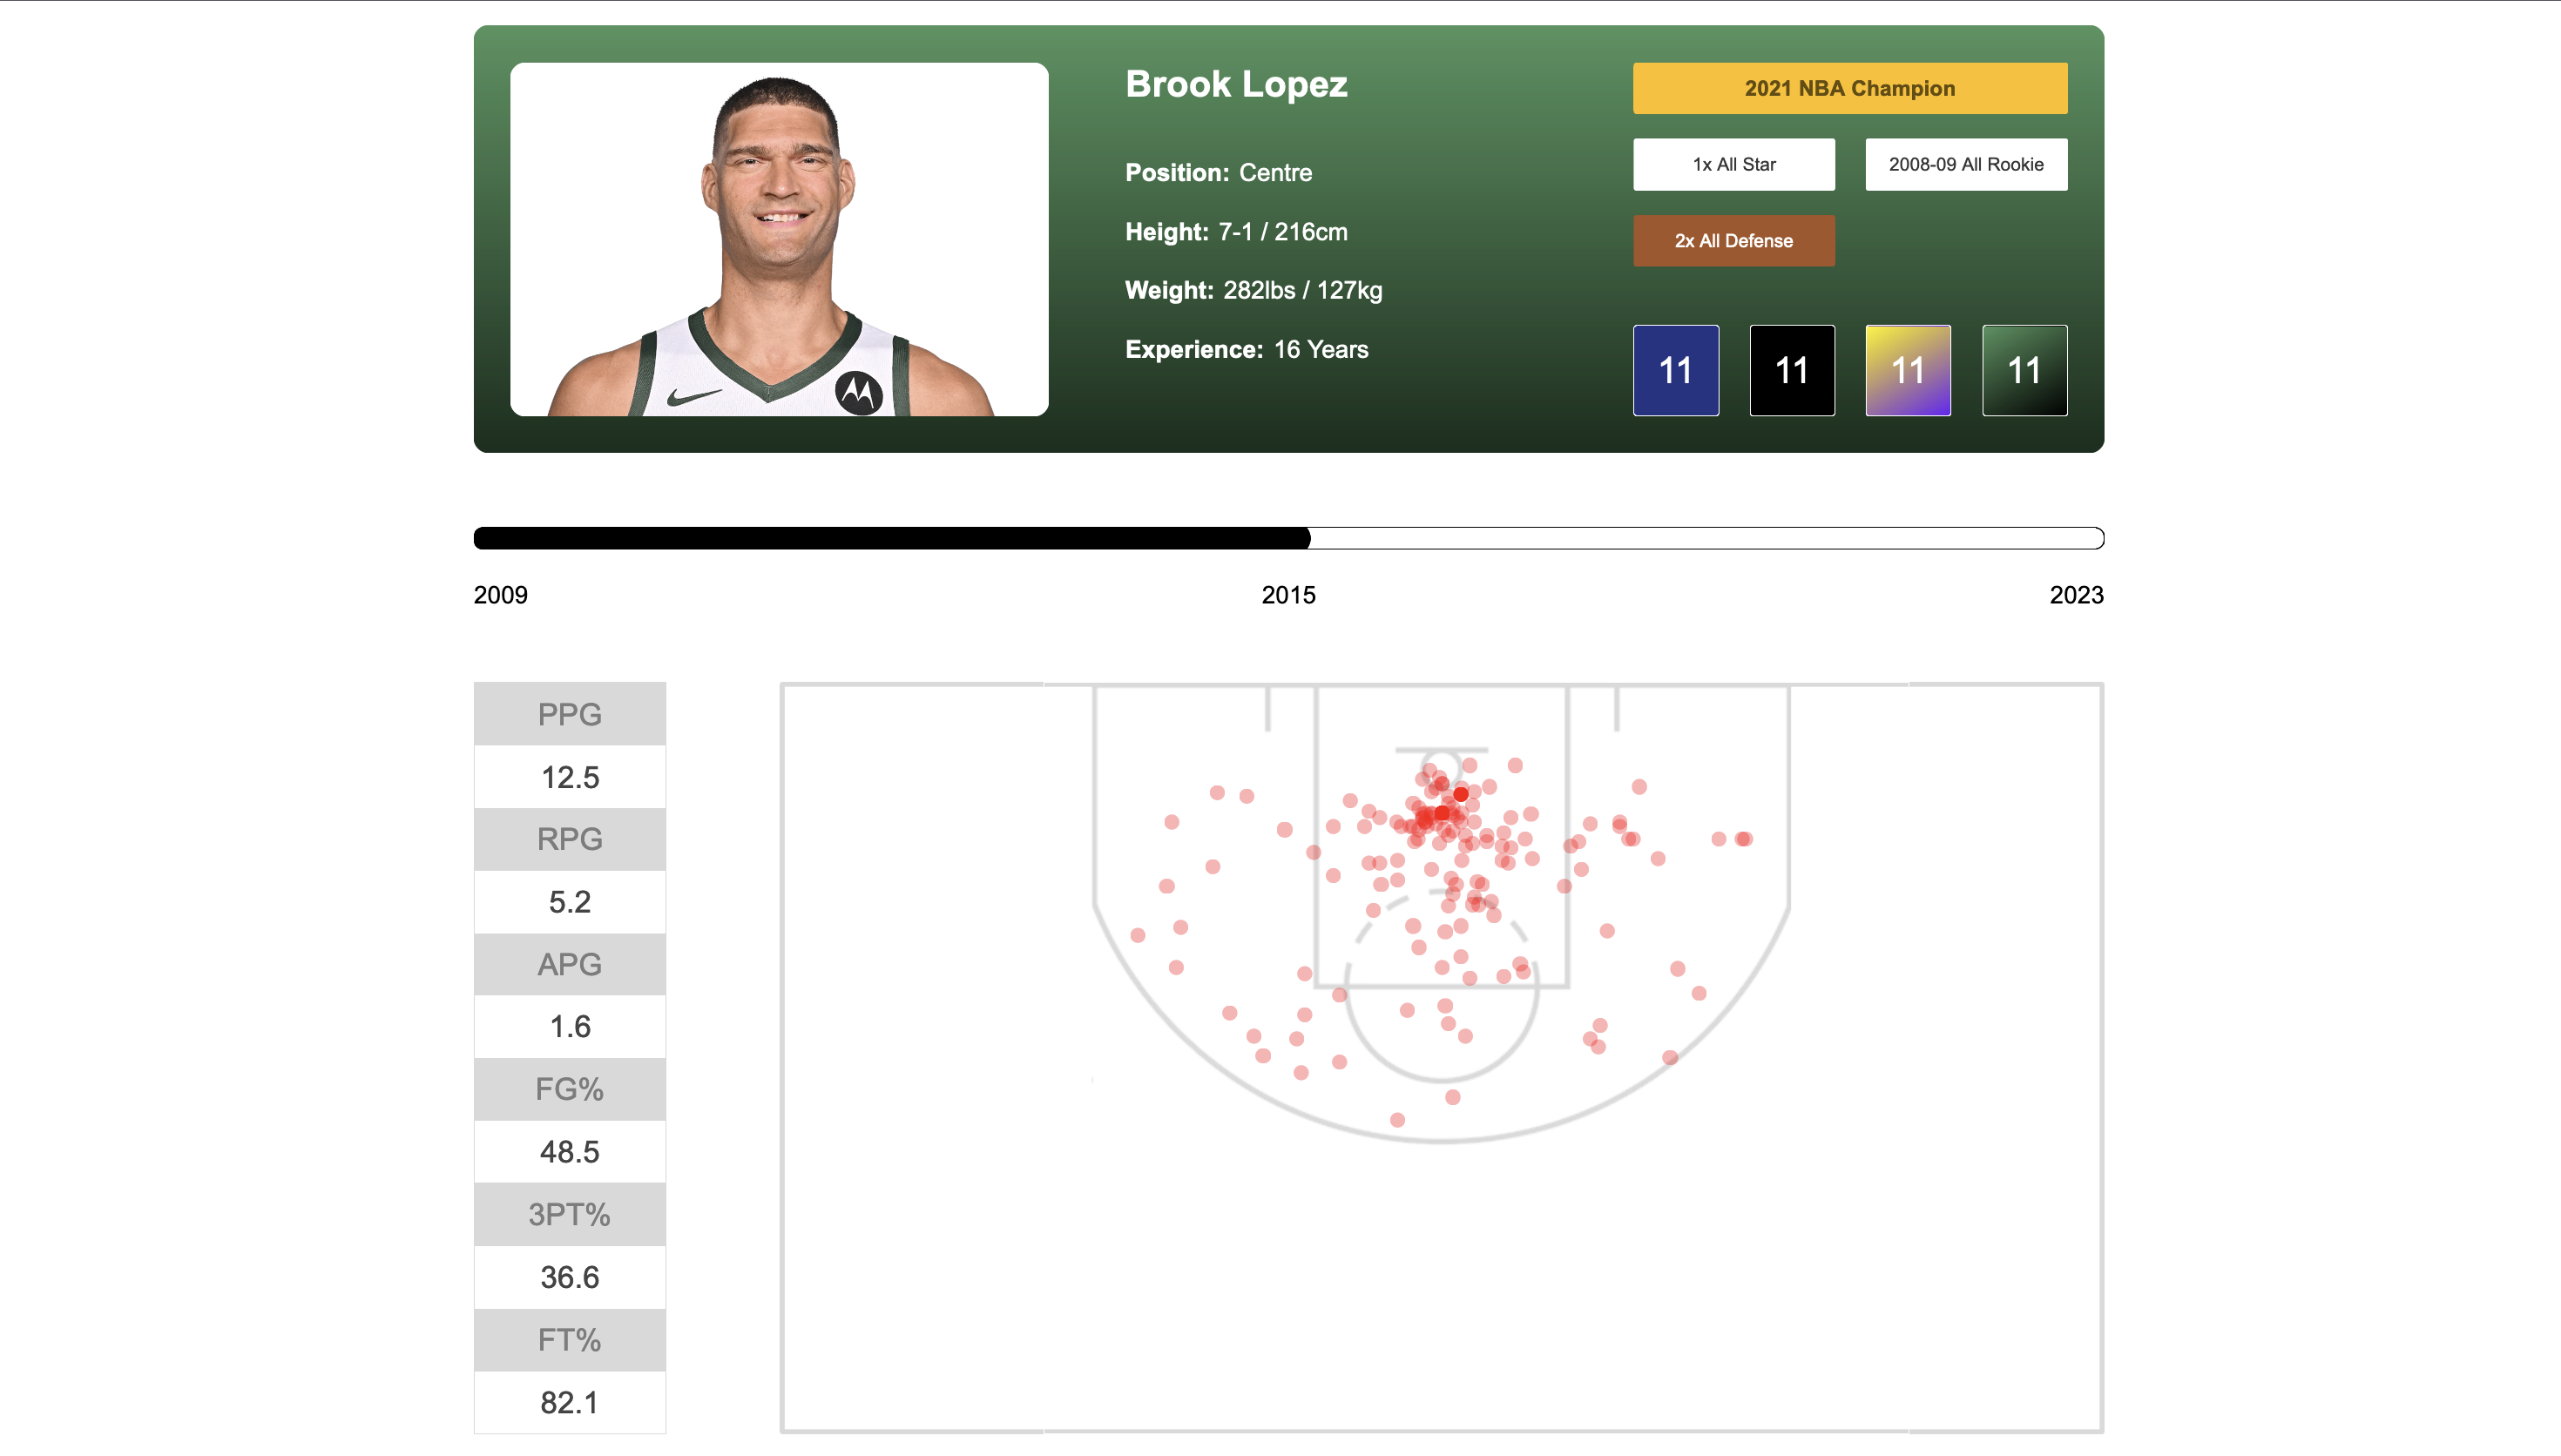 Brook Lopez
Position: Centre
Height: 7-1 / 216cm
Weight: 282lbs / 127kg
Experience: 16 Years
2021 NBA Champion
1x All Star
2008-09 All Rookie
2x All Defense
11
11
11
11
2009
2015
2023
PPG
12.5
RPG
5.2
APG
1.6
FG%
48.5
3PT%
36.6
FT%
82.1